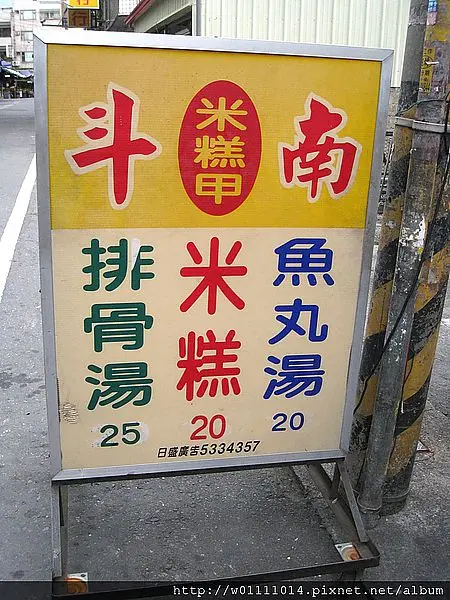 斗 米糕甲 南
排骨湯 25
米糕 20
魚丸湯 20
日盛廣告5334357
http://w01111014.pixnet.net/album